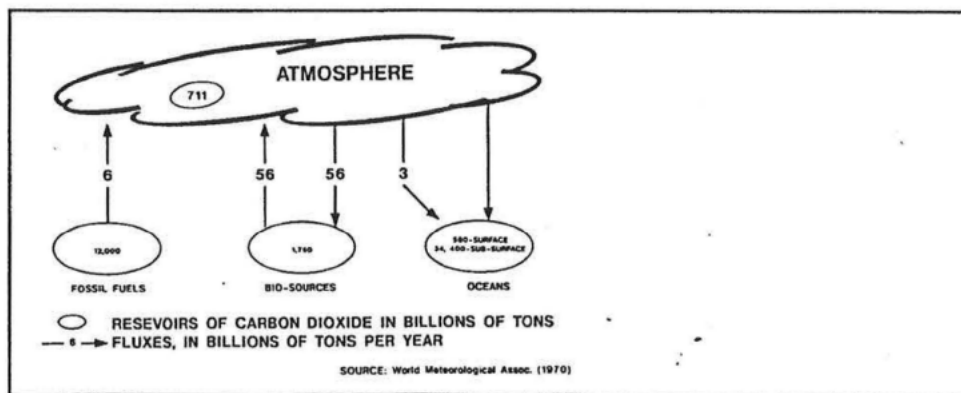 ATMOSPHERE
711
6
56
56
3
12,000
1,760
580-SURFACE
34, 400-SUB-SURFACE
FOSSIL FUELS
BIO-SOURCES
OCEANS
RESEVOIRS OF CARBON DIOXIDE IN BILLIONS OF TONS
6
FLUXES, IN BILLIONS OF TONS PER YEAR
SOURCE: World Meteorological Assoc. (1970)